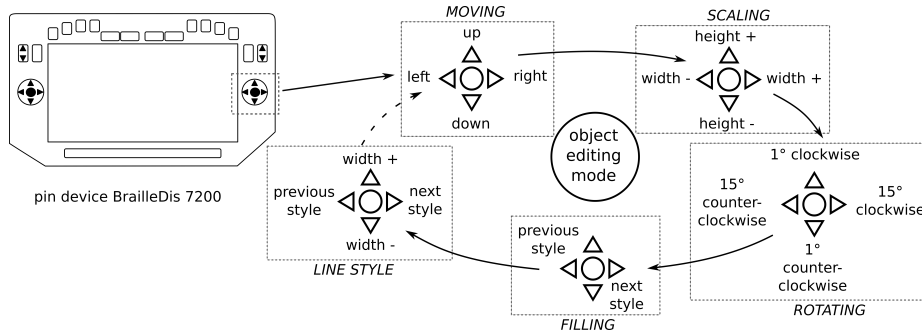 MOVING
up
left
right
down
SCALING
height +
width -
width +
height -
object
editing
mode
1° clockwise
15°
counter-
clockwise
15°
clockwise
1°
counter-
clockwise
ROTATING
previous
style
next
style
FILLING
width +
previous
style
next
style
width -
LINE STYLE
pin device BrailleDis 7200